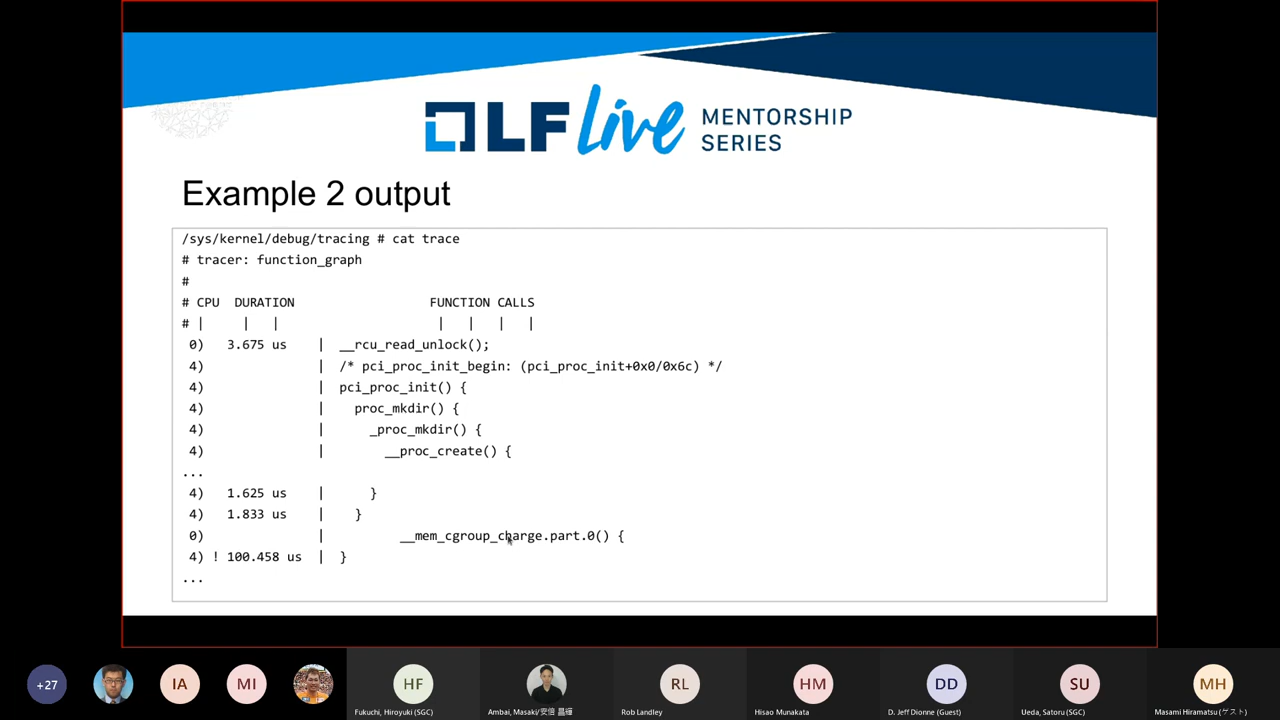 LF Live MENTORSHIP
SERIES
Example 2 output
/sys/kernel/debug/tracing # cat trace
# tracer: function_graph
#
# CPU  DURATION                  FUNCTION CALLS
# |     |   |                     |   |   |   |
 0)   3.675 us    |  __rcu_read_unlock();
 4)               |  /* pci_proc_init_begin: (pci_proc_init+0x0/0x6c) */
 4)               |  pci_proc_init() {
 4)               |    proc_mkdir() {
 4)               |      _proc_mkdir() {
 4)               |        __proc_create() {
...
 4)   1.625 us    |      }
 4)   1.833 us    |    }
 0)               |          __mem_cgroup_charge.part.0() {
 4) ! 100.458 us  |  }
...
+27
IA
MI
HF
RL
HM
DD
SU
MH
Fukuchi, Hiroyuki (SGC)
Ambai, Masaki/安倍 昌輝
Rob Landley
Hisao Munakata
D. Jeff Dionne (Guest)
Ueda, Satoru (SGC)
Masami Hiramatsu (ゲスト)